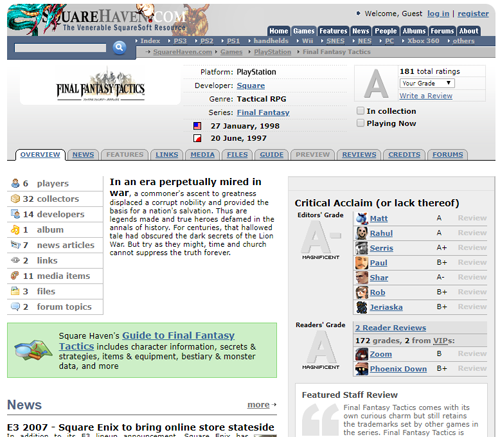 SQUAREHAVEN.COM
The Venerable SquareSoft Resource
Welcome, Guest log in | register
Home Games Features News People Albums Forums About
Index PS3 PS2 PS1 handhelds Wii SNES NES PC Xbox 360 others
SquareHaven.com Games PlayStation Final Fantasy Tactics
FINAL FANTASY TACTICS
Platform: PlayStation
Developer: Square
Genre: Tactical RPG
Series: Final Fantasy
27 January, 1998
20 June, 1997
A
181 total ratings
Your Grade
Write a Review
In collection
Playing Now
OVERVIEW NEWS FEATURES LINKS MEDIA FILES GUIDE PREVIEW REVIEWS CREDITS FORUMS
6 players
32 collectors
14 developers
1 album
7 news articles
2 links
11 media items
3 files
2 forum topics
In an era perpetually mired in
war, a commoner's ascent to greatness
displaced a corrupt nobility and provided the
basis for a nation's salvation. Thus are
legends made and true heroes defamed in the
annals of history. For centuries, that hallowed
tale had obscured the dark secrets of the Lion
War. But try as they might, time and church
cannot suppress the truth forever.
Square Haven's Guide to Final Fantasy
Tactics includes character information, secrets &
strategies, items & equipment, bestiary & monster
data, and more
News
more
E3 2007 - Square Enix to bring online store stateside
In addition to its E3 lineup announcement, Square Enix has
Critical Acclaim (or lack thereof)
Editors' Grade
A-
MAGNIFICENT
Matt A Review
Rahul A Review
Serris A+ Review
Paul B+ Review
Shar A- Review
Rob B+ Review
Jeriaska B+ Review
Readers' Grade
A
MAGNIFICENT
2 Reader Reviews
172 grades, 2 from VIPs:
Zoom B Review
Phoenix Down B+ Review
Featured Staff Review
Final Fantasy Tactics comes with its
own curious charm but still retains
the trademarks set by other games in
the series. Final Fantasy Tactics is